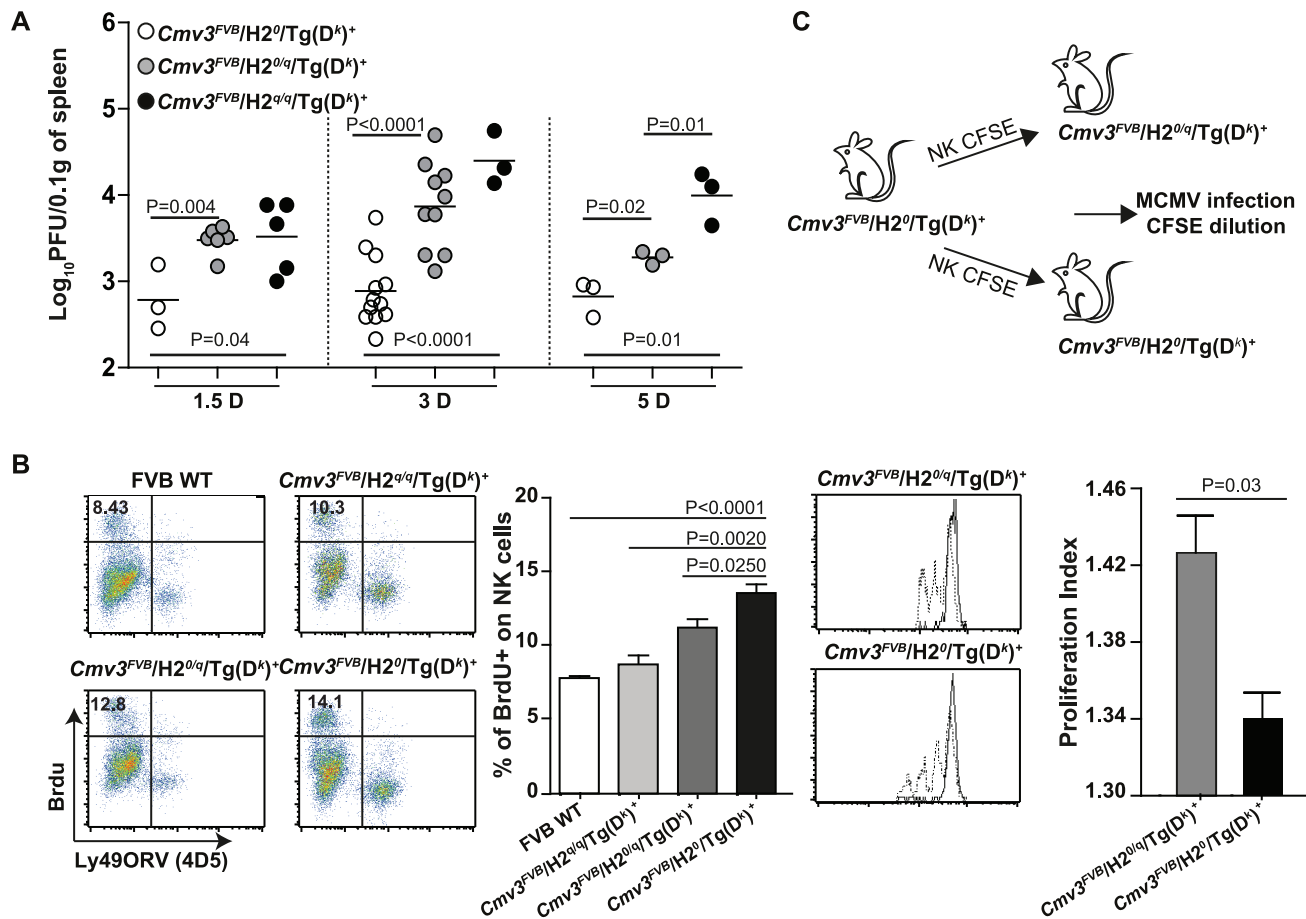 A
Log10PFU/0.1g of spleen
6
5
4
3
2
Cmv3FVB/H20/Tg(Dk)+
Cmv3FVB/H20/q/Tg(Dk)+
Cmv3FVB/H2q/q/Tg(Dk)+
P<0.0001
P=0.01
P=0.004
P=0.02
P=0.04
P<0.0001
P=0.01
1.5 D
3 D
5 D
C
NK CFSE
Cmv3FVB/H20/q/Tg(Dk)+
Cmv3FVB/H20/Tg(Dk)+
MCMV infection
CFSE dilution
NK CFSE
Cmv3FVB/H20/Tg(Dk)+
B
FVB WT
8.43
Cmv3FVB/H2q/q/Tg(Dk)+
10.3
Cmv3FVB/H20/q/Tg(Dk)+
12.8
Cmv3FVB/H20/Tg(Dk)+
14.1
Brdu
Ly49ORV (4D5)
% of BrdU+ on NK cells
20
15
10
5
0
P<0.0001
P=0.0020
P=0.0250
FVB WT
Cmv3FVB/H2q/q/Tg(Dk)+
Cmv3FVB/H20/q/Tg(Dk)+
Cmv3FVB/H20/Tg(Dk)+
Cmv3FVB/H20/q/Tg(Dk)+
Cmv3FVB/H20/Tg(Dk)+
Proliferation Index
1.46
1.42
1.38
1.34
1.30
P=0.03
Cmv3FVB/H20/q/Tg(Dk)+
Cmv3FVB/H20/Tg(Dk)+